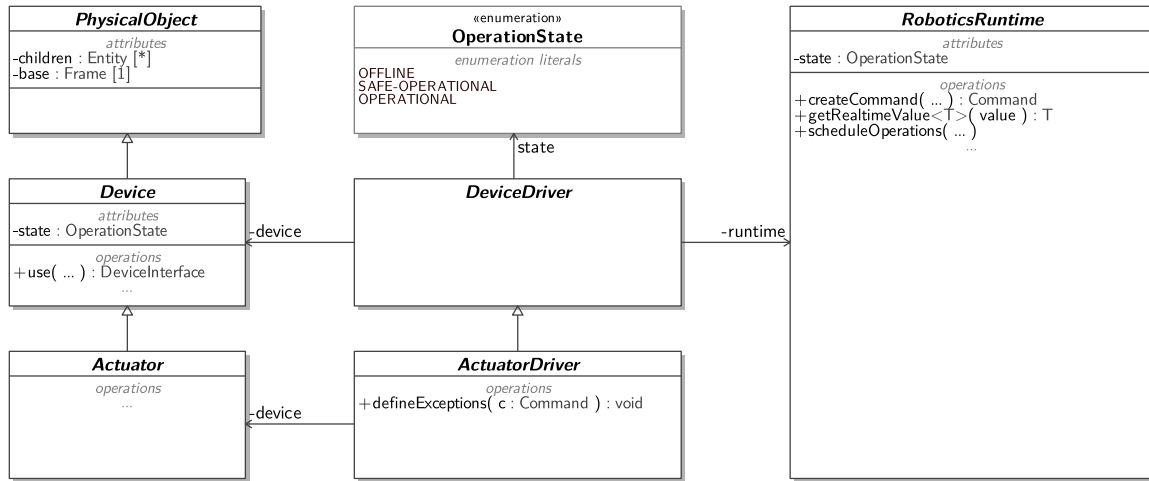 PhysicalObject
attributes
-children : Entity [*]
-base : Frame [1]
«enumeration»
OperationState
enumeration literals
OFFLINE
SAFE-OPERATIONAL
OPERATIONAL
RoboticsRuntime
attributes
-state : OperationState
operations
+createCommand( ... ) : Command
+getRealtimeValue<T>( value ) : T
+scheduleOperations( ... )
...
state
Device
attributes
-state : OperationState
operations
+use( ... ) : DeviceInterface
...
-device
DeviceDriver
-runtime
Actuator
operations
...
-device
ActuatorDriver
operations
+defineExceptions( c : Command ) : void